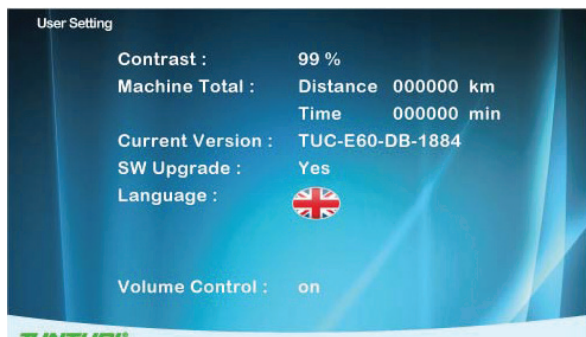 User Setting
Contrast : 99 %
Machine Total : Distance 000000 km
Time 000000 min
Current Version : TUC-E60-DB-1884
SW Upgrade : Yes
Language :
Volume Control : on